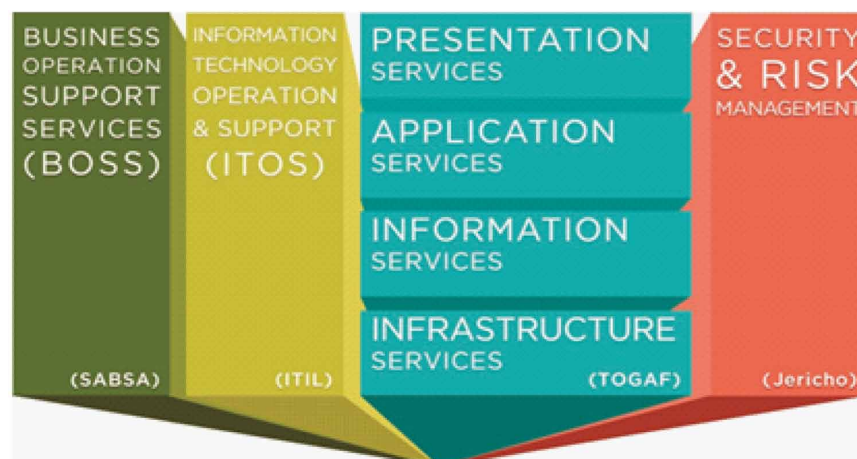 BUSINESS
OPERATION
SUPPORT
SERVICES
(BOSS)
(SABSA)
INFORMATION
TECHNOLOGY
OPERATION
& SUPPORT
(ITOS)
(ITIL)
PRESENTATION
SERVICES
APPLICATION
SERVICES
INFORMATION
SERVICES
INFRASTRUCTURE
SERVICES
(TOGAF)
SECURITY
& RISK
MANAGEMENT
(Jericho)